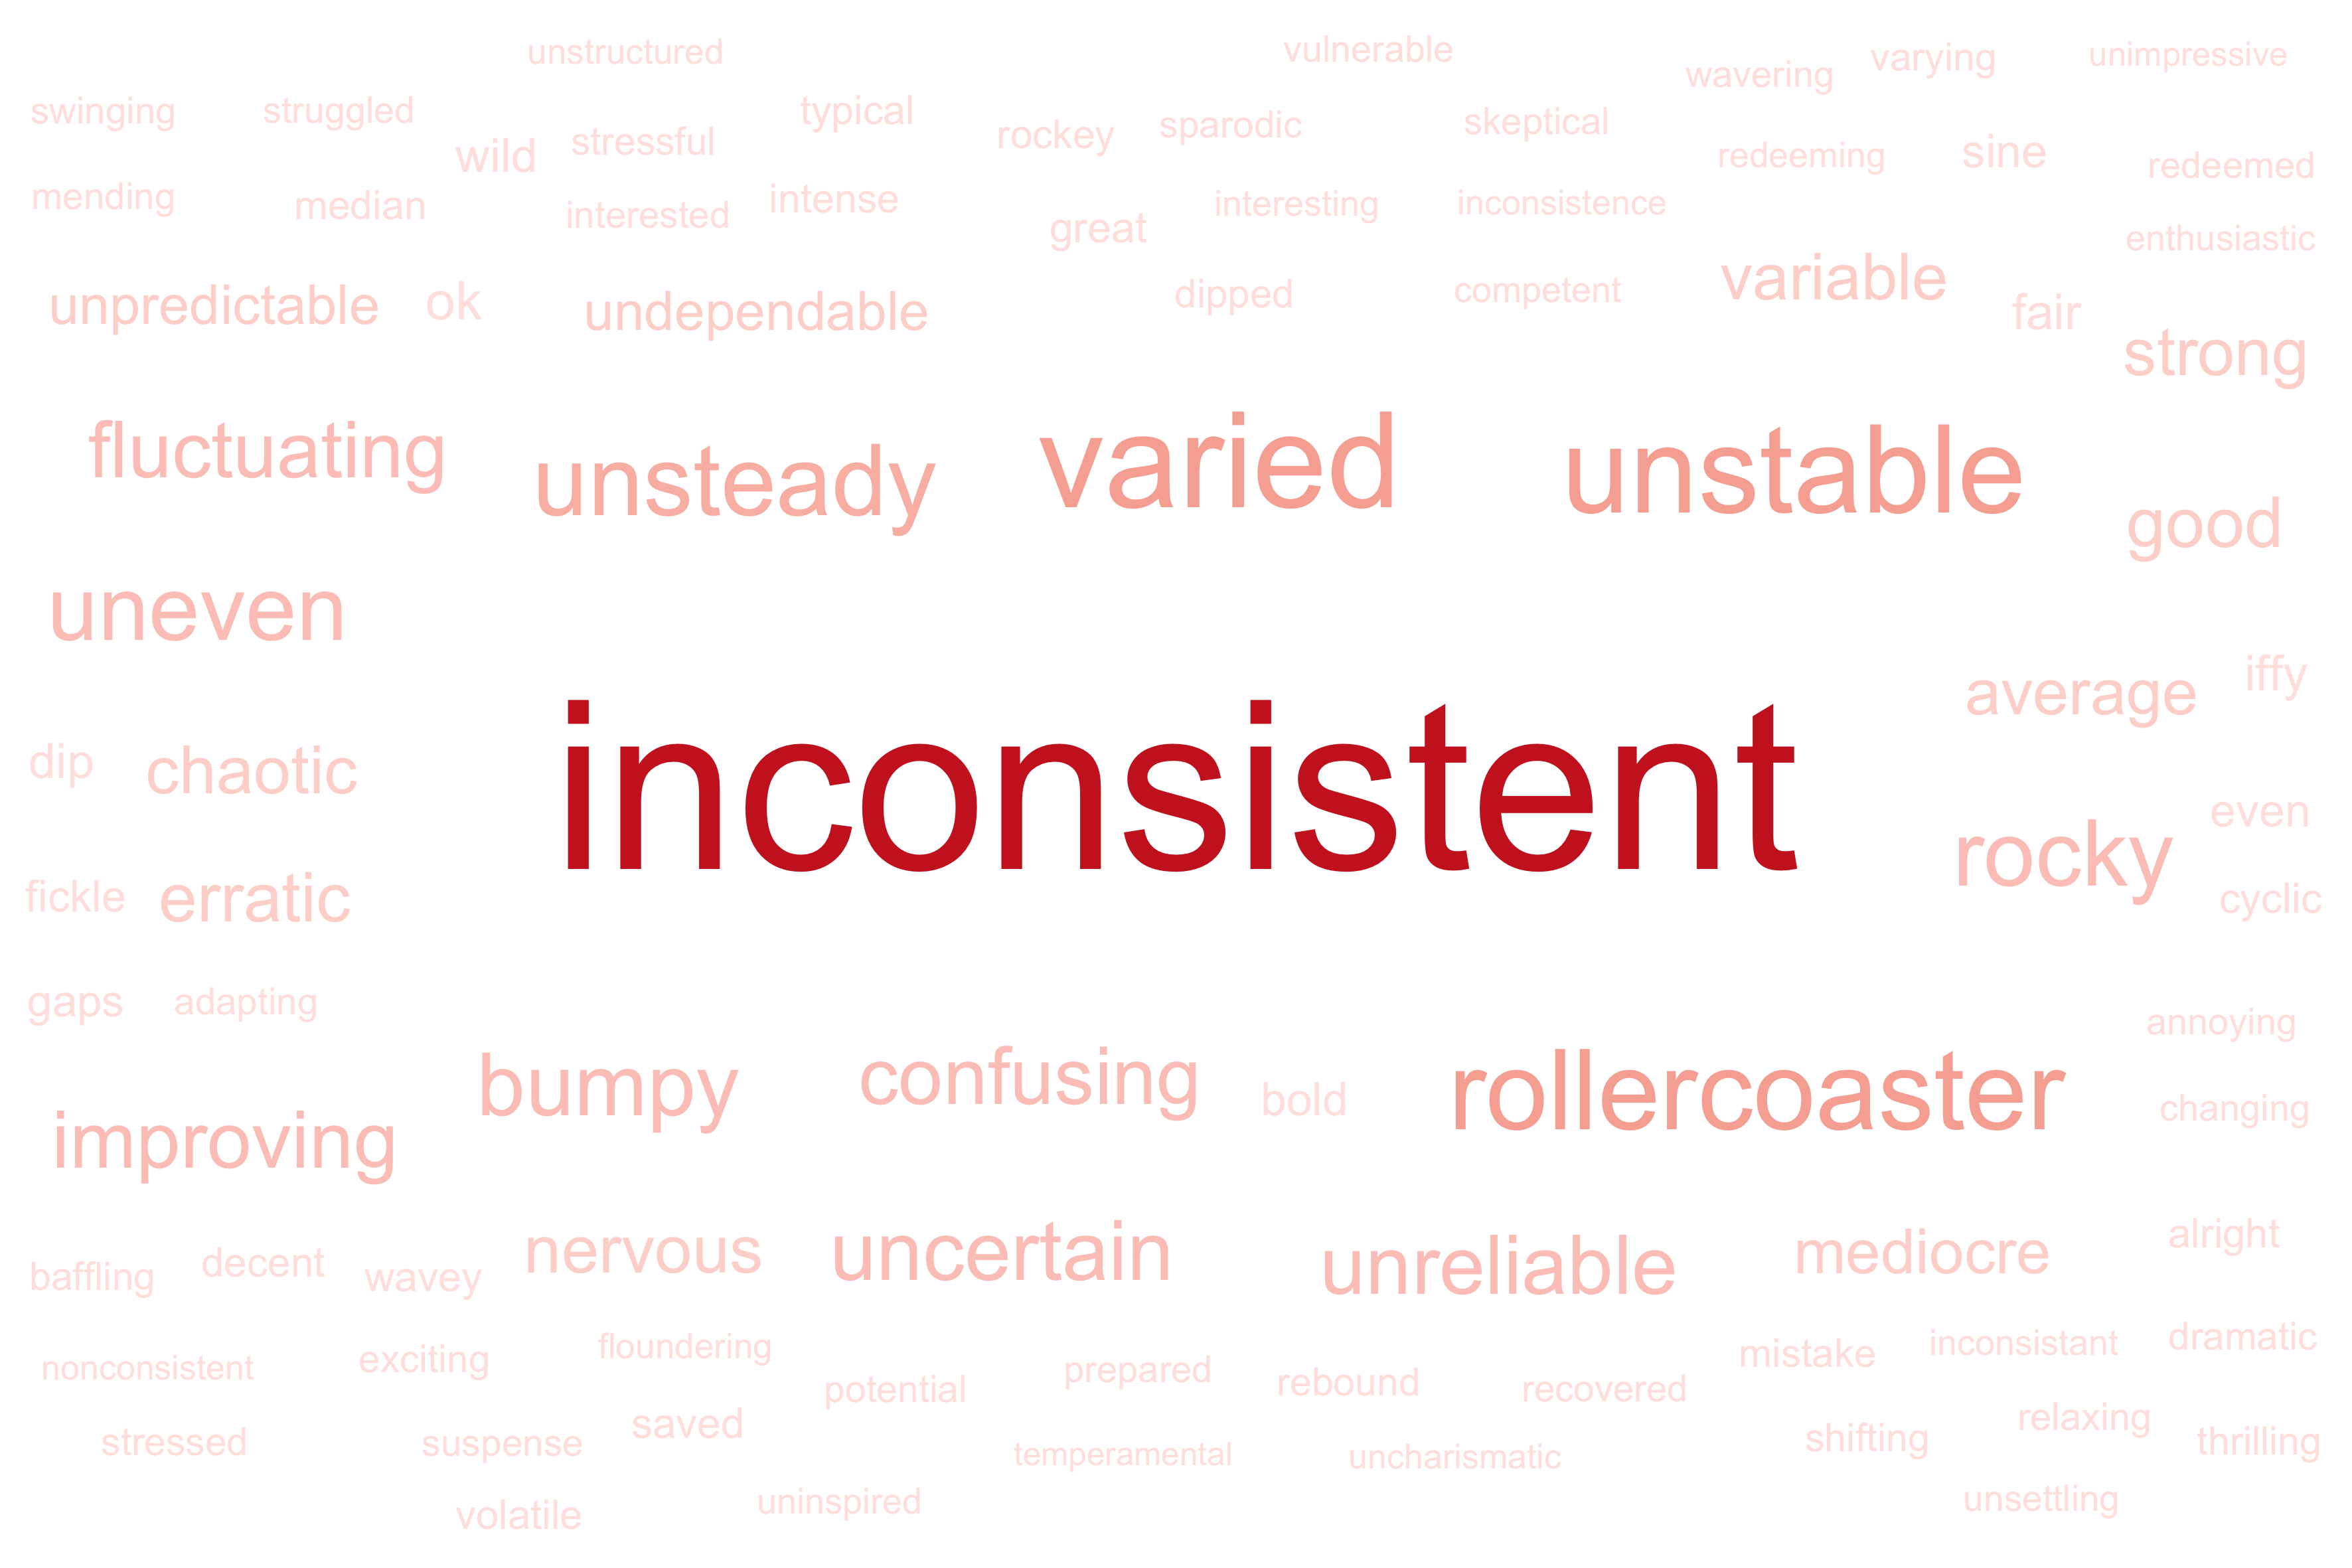 unstructured vulnerable varying unimpressive
wavering
swinging struggled typical sparodic skeptical
wild stressful rockey redeeming sine redeemed
mending median interested intense great interesting inconsistence
enthusiastic
unpredictable ok undependable dipped competent variable fair
strong
fluctuating unsteady varied unstable
good
uneven
average iffy
dip chaotic inconsistent even
rocky
fickle erratic cyclic
gaps adapting annoying
bumpy confusing bold rollercoaster changing
improving
nervous uncertain unreliable mediocre alright
baffling decent wavey
nonconsistent exciting floundering mistake inconsistant dramatic
potential prepared rebound recovered
stressed suspense saved shifting relaxing thrilling
temperamental uncharismatic
volatile uninspired unsettling